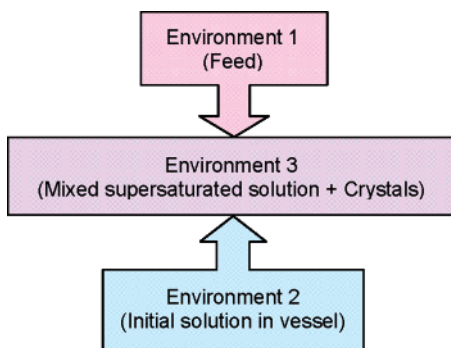 Environment 1
(Feed)
Environment 3
(Mixed supersaturated solution + Crystals)
Environment 2
(Initial solution in vessel)